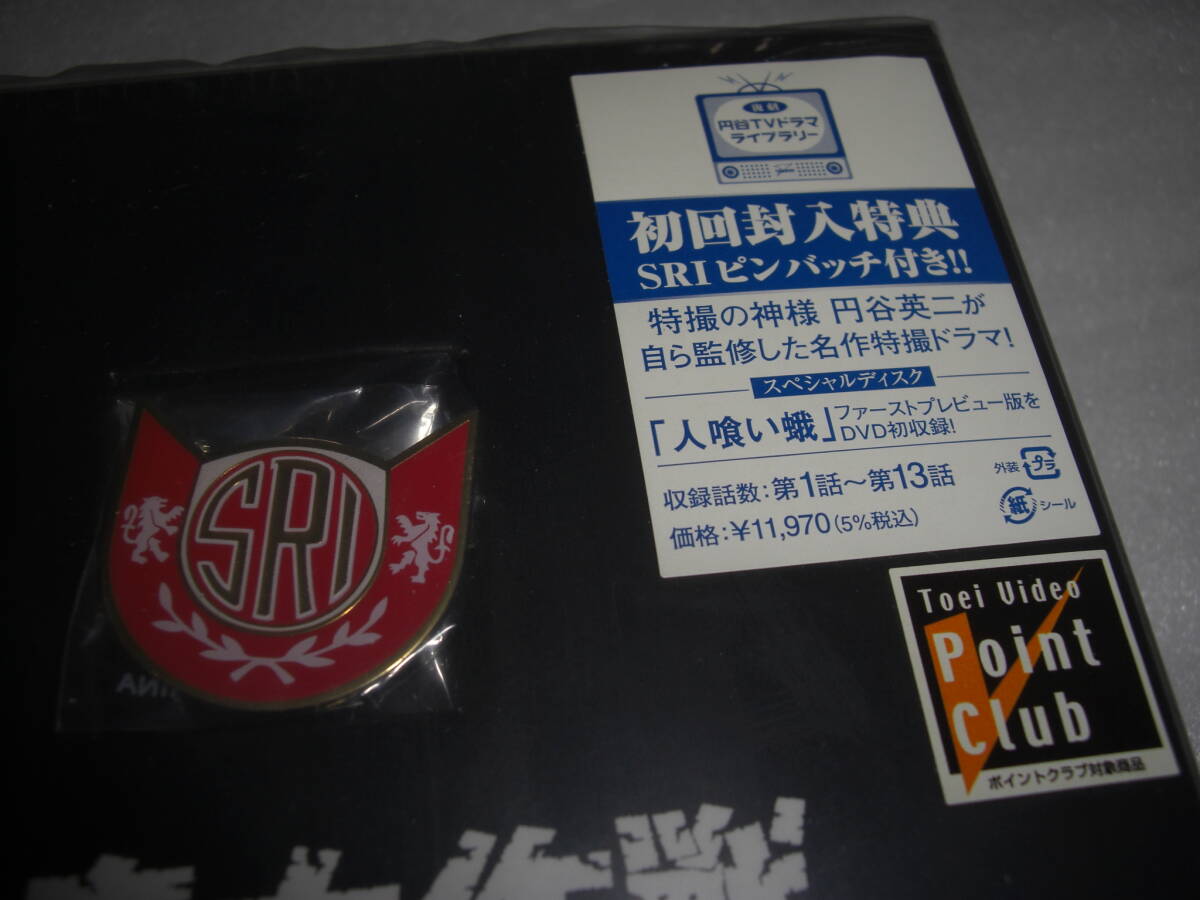 復刻
円谷TVドラマ
ライブラリー
初回封入特典
SRIピンバッチ付き!!
特撮の神様 円谷英二が
自ら監修した名作特撮ドラマ!
スペシャルディスク
「人喰い蛾」ファーストプレビュー版を
DVD初収録!
収録話数:第1話~第13話
価格:¥11,970(5%税込)
外装 プラ
紙 シール
SRI
Toei Video
Point
Club
ポイントクラブ対象商品
大作戦